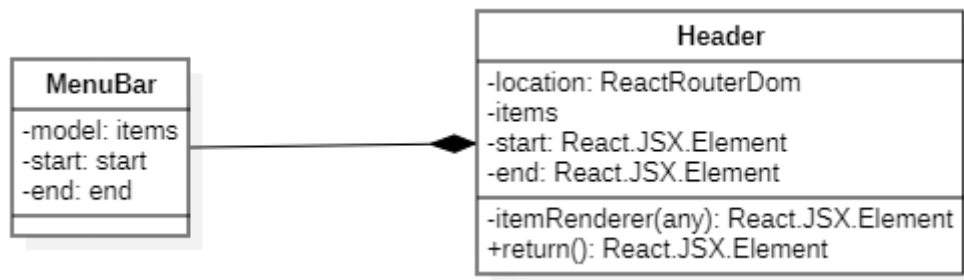 MenuBar
-model: items
-start: start
-end: end
Header
-location: ReactRouterDom
-items
-start: React.JSX.Element
-end: React.JSX.Element
-itemRenderer(any): React.JSX.Element
+return(): React.JSX.Element